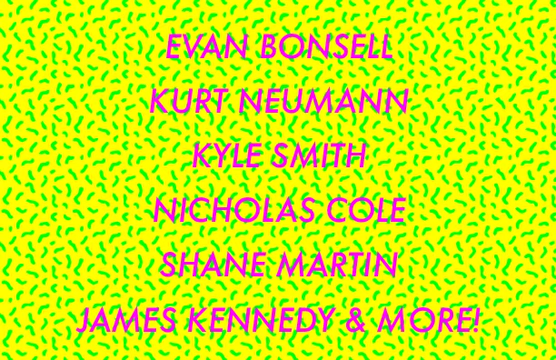 EVAN BONSELL
KURT NEUMANN
KYLE SMITH
NICHOLAS COLE
SHANE MARTIN
JAMES KENNEDY & MORE!